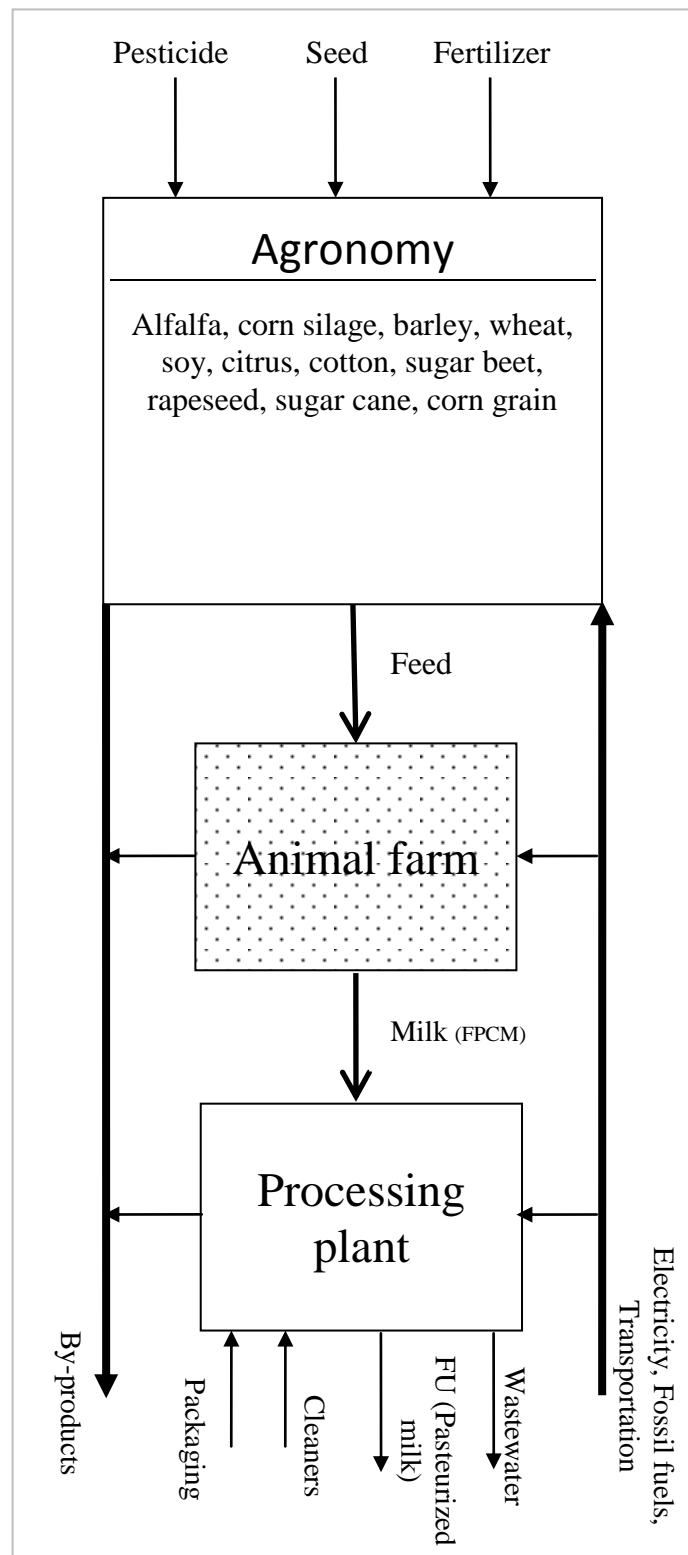 Pesticide
Seed
Fertilizer
Agronomy
Alfalfa, corn silage, barley, wheat,
soy, citrus, cotton, sugar beet,
rapeseed, sugar cane, corn grain
Feed
Animal farm
Milk (FPCM)
Processing
plant
By-products
Packaging
Cleaners
FU (Pasteurized
milk)
Wastewater
Electricity, Fossil fuels,
Transportation